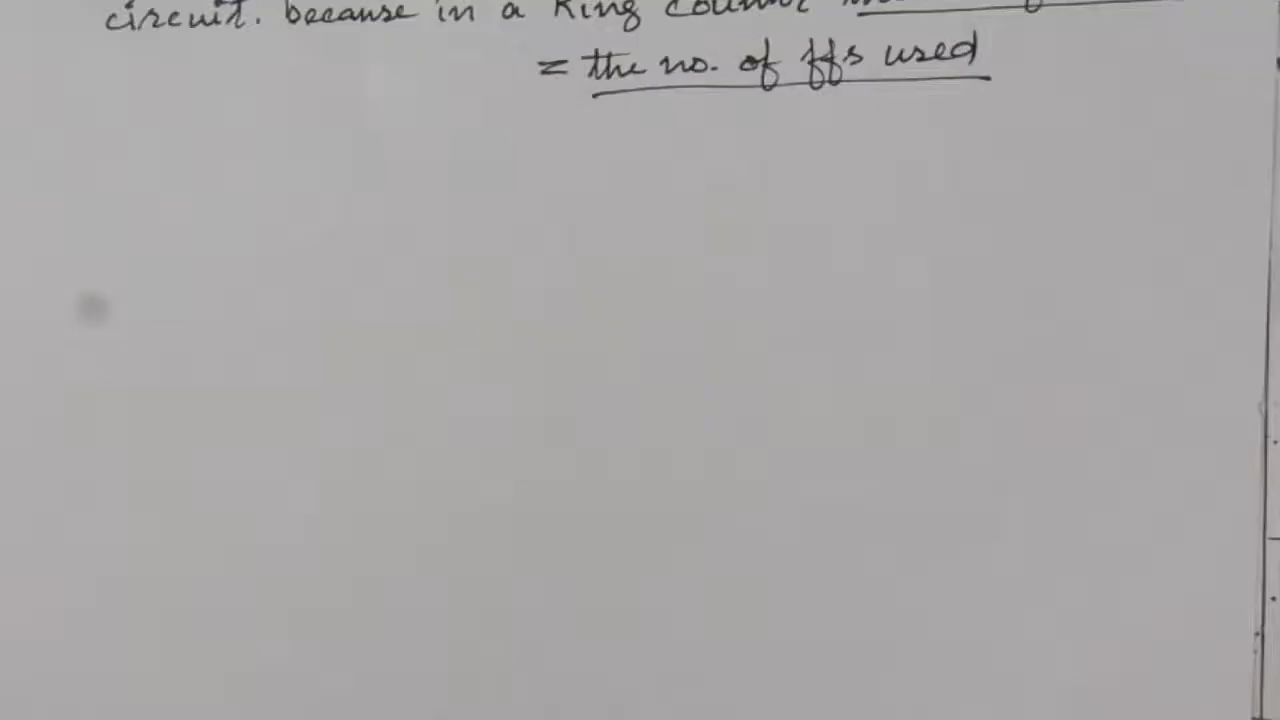 circuit. because in a Ring counter
= the no. of ffs used